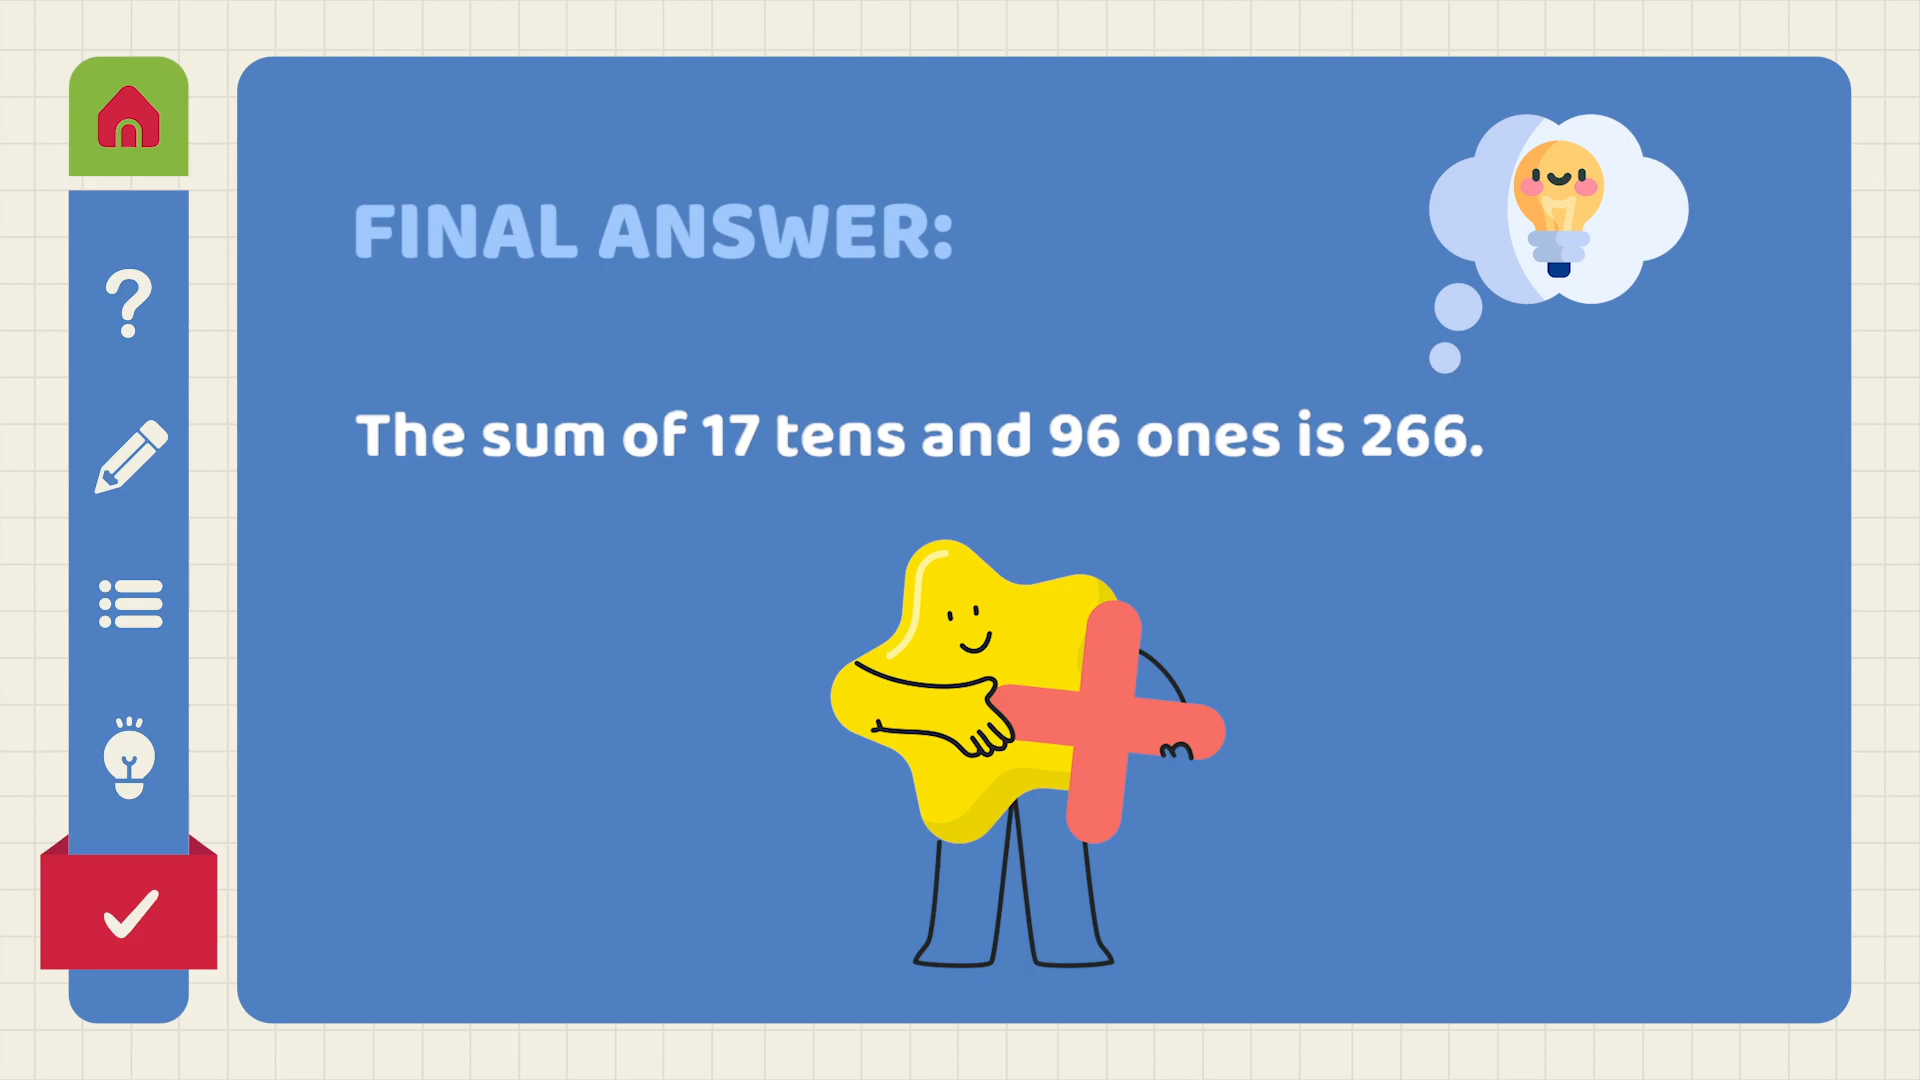 FINAL ANSWER:
The sum of 17 tens and 96 ones is 266.